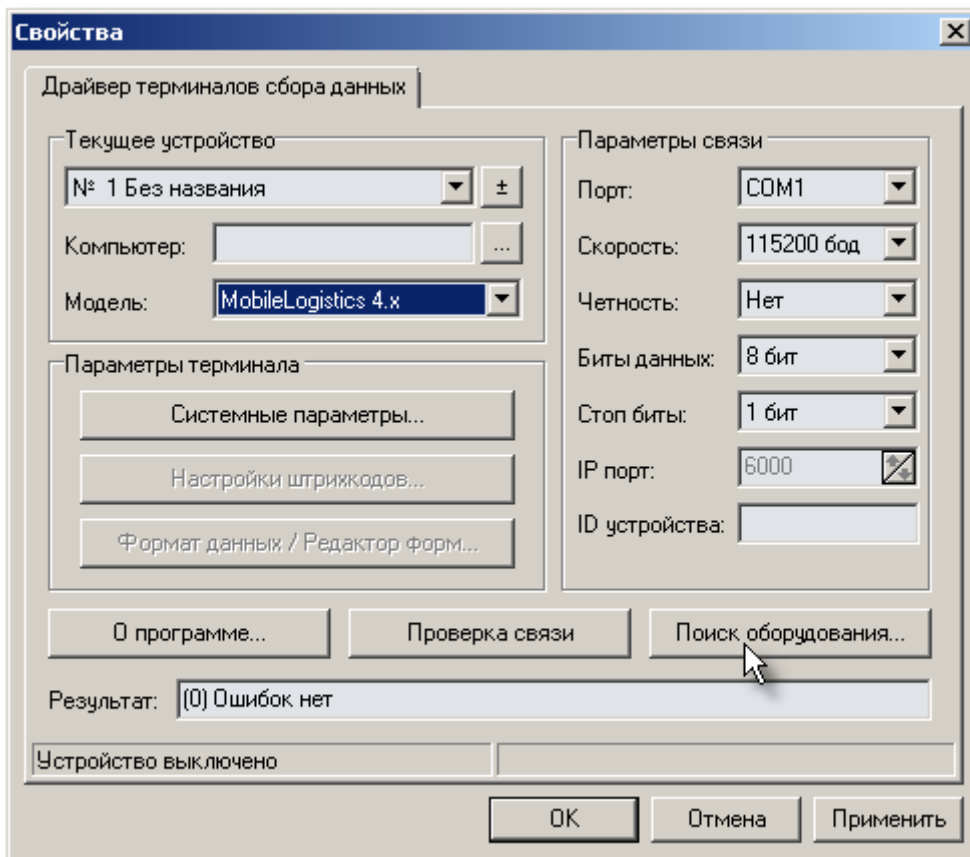 Свойства
Драйвер терминалов сбора данных
Текущее устройство
№ 1 Без названия
±
Компьютер:
...
Модель:
MobileLogistics 4.x
Параметры терминала
Системные параметры...
Настройки штрихкодов...
Формат данных / Редактор форм...
Параметры связи
Порт:
COM1
Скорость:
115200 бод
Четность:
Нет
Биты данных:
8 бит
Стоп биты:
1 бит
IP порт:
6000
ID устройства:
О программе...
Проверка связи
Поиск оборудования...
Результат:
(0) Ошибок нет
Устройство выключено
OK
Отмена
Применить